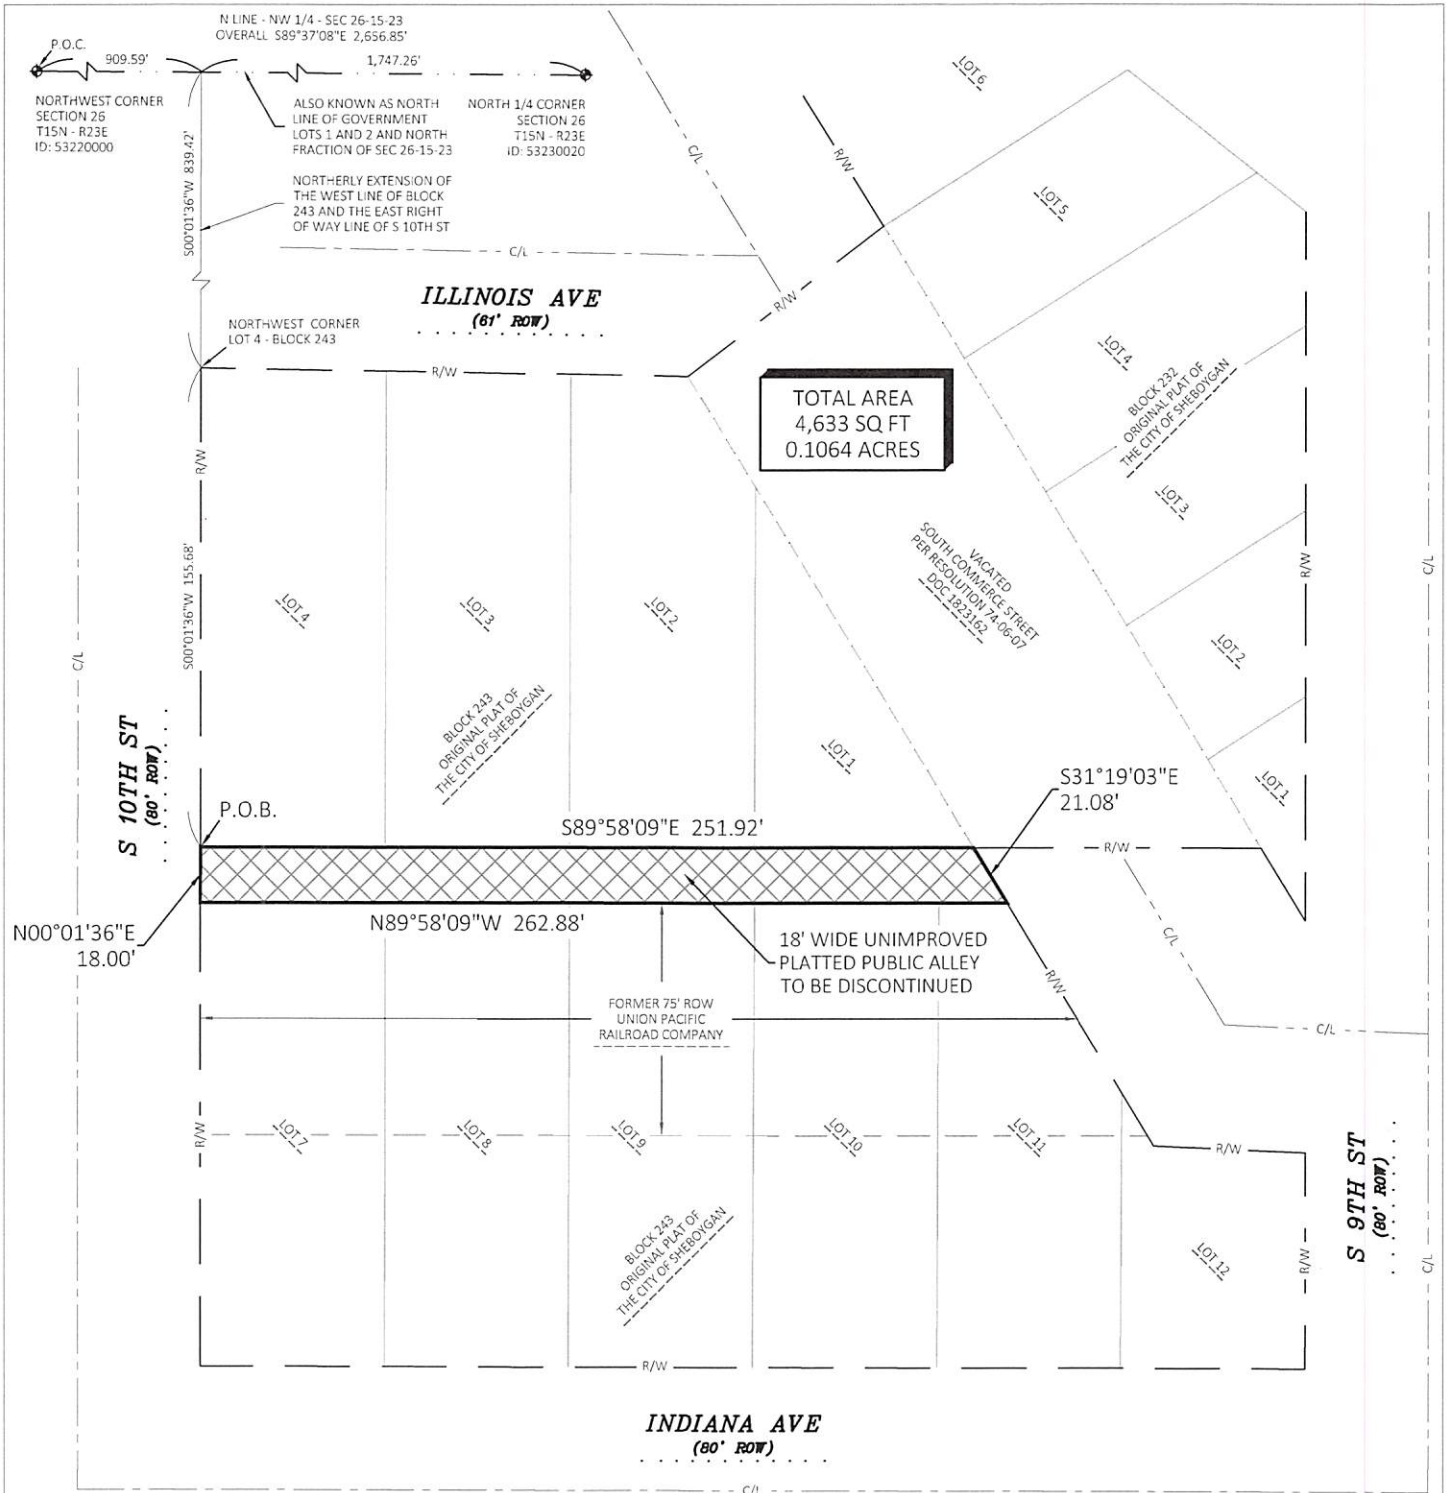 N LINE - NW 1/4 - SEC 26-15-23
OVERALL S89°37'08"E 2,656.85'
P.O.C.
909.59'
1,747.26'
NORTHWEST CORNER
SECTION 26
T15N - R23E
ID: 53220000
ALSO KNOWN AS NORTH
LINE OF GOVERNMENT
LOTS 1 AND 2 AND NORTH
FRACTION OF SEC 26-15-23
NORTH 1/4 CORNER
SECTION 26
T15N - R23E
ID: 53230020
S00°01'36"W 839.42'
NORTHERLY EXTENSION OF
THE WEST LINE OF BLOCK
243 AND THE EAST RIGHT
OF WAY LINE OF S 10TH ST
C/L
C/L
R/W
LOT 6
LOT 5
ILLINOIS AVE
(61' ROW)
R/W
NORTHWEST CORNER
LOT 4 - BLOCK 243
R/W
TOTAL AREA
4,633 SQ FT
0.1064 ACRES
LOT 4
BLOCK 232
ORIGINAL PLAT OF
THE CITY OF SHEBOYGAN
LOT 3
R/W
S00°01'36"W 155.68'
VACATED
SOUTH COMMERCE STREET
PER RESOLUTION 74-06-07
DOC 1823162
R/W
C/L
LOT 4
LOT 3
LOT 2
LOT 2
C/L
BLOCK 243
ORIGINAL PLAT OF
THE CITY OF SHEBOYGAN
LOT 1
LOT 1
S 10TH ST
(80' ROW)
P.O.B.
S89°58'09"E 251.92'
S31°19'03"E
21.08'
R/W
N00°01'36"E
18.00'
N89°58'09"W 262.88'
18' WIDE UNIMPROVED
PLATTED PUBLIC ALLEY
TO BE DISCONTINUED
C/L
R/W
FORMER 75' ROW
UNION PACIFIC
RAILROAD COMPANY
C/L
R/W
LOT 7
LOT 8
LOT 9
LOT 10
LOT 11
R/W
S 9TH ST
(80' ROW)
BLOCK 243
ORIGINAL PLAT OF
THE CITY OF SHEBOYGAN
LOT 12
R/W
C/L
R/W
INDIANA AVE
(80' ROW)
C/L